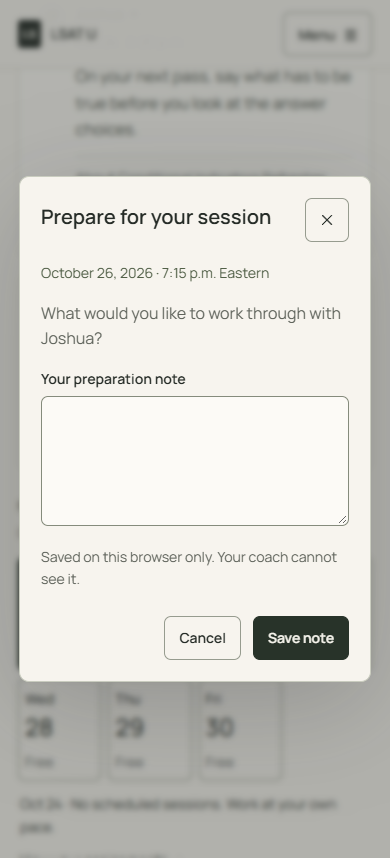 LSAT U
Menu
On your next pass, say what has to be
true before you look at the answer
choices.
Prepare for your session
October 26, 2026 · 7:15 p.m. Eastern
What would you like to work through with
Joshua?
Your preparation note
Saved on this browser only. Your coach cannot
see it.
Cancel
Save note
Wed
Thu
Fri
28
29
30
Free
Free
Free
Oct 24 · No scheduled sessions. Work at your own
pace.